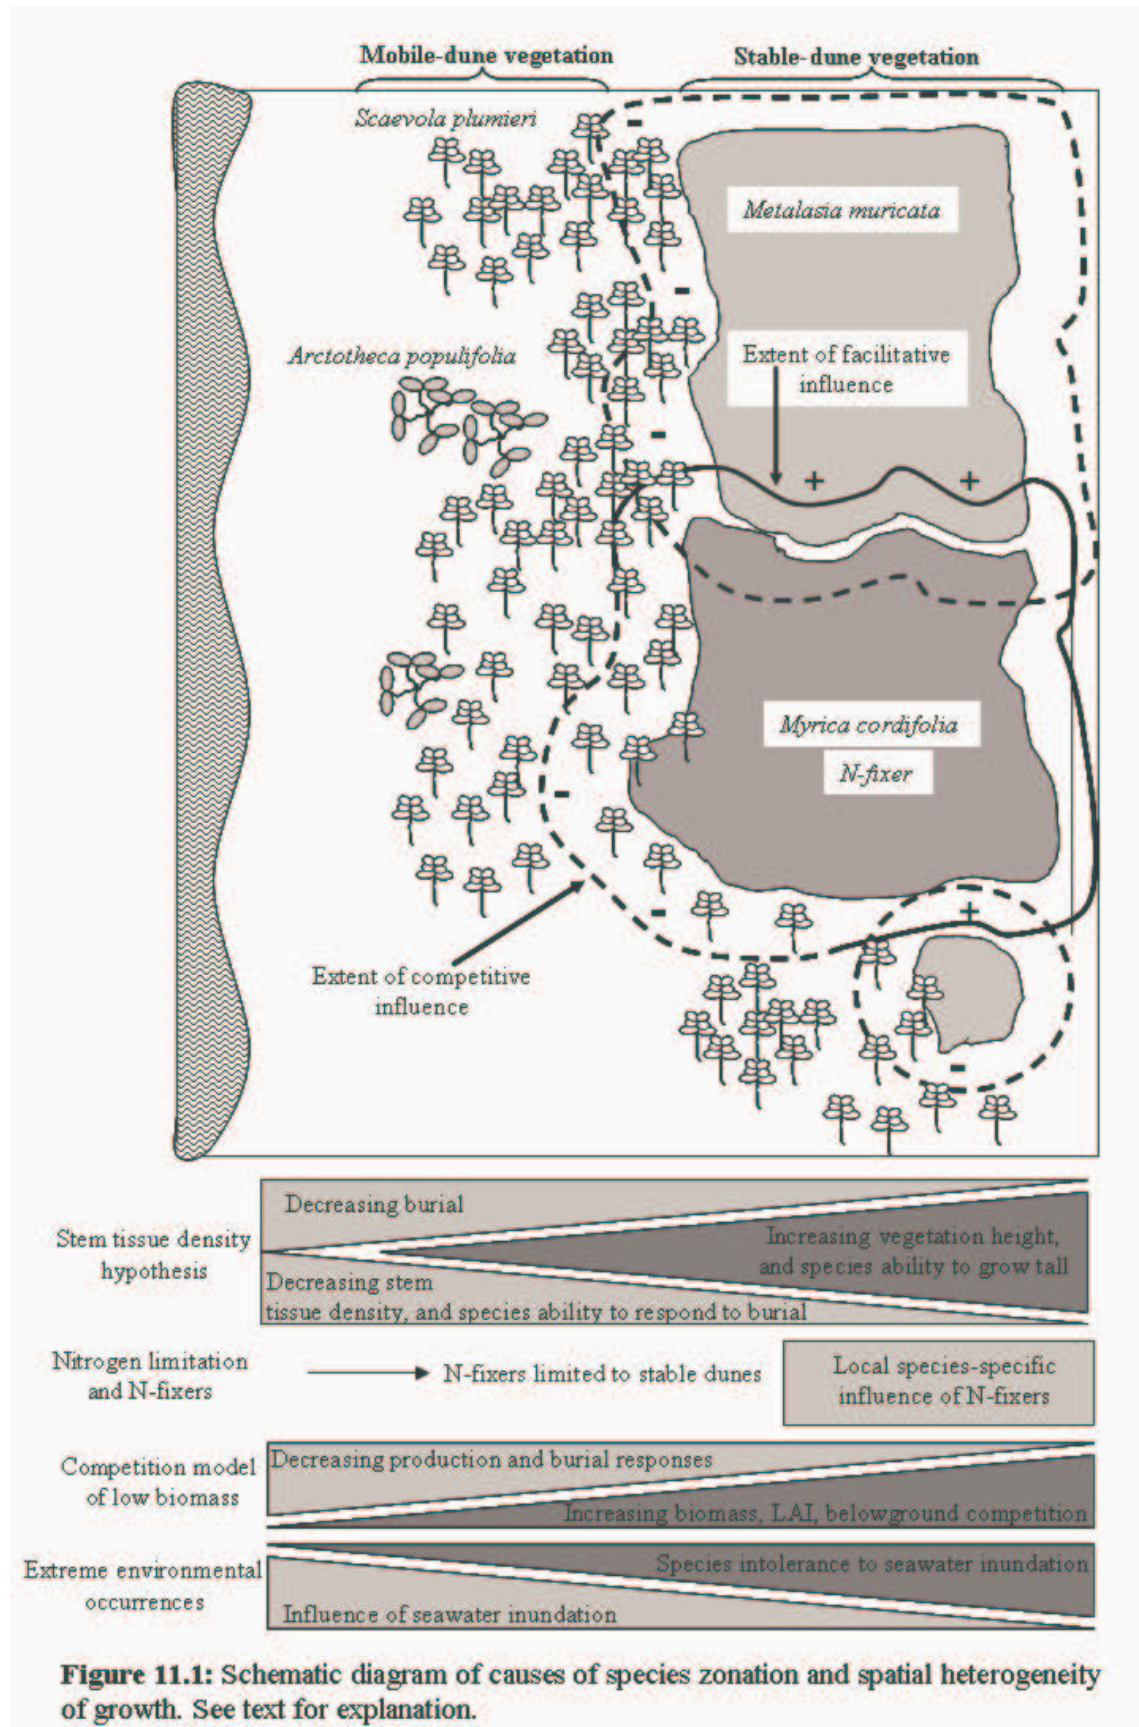 Mobile-dune vegetation
Stable-dune vegetation
Scaevola plumieri
-
Metalasia muricata
-
Arctotheca populifolia
Extent of facilitative
influence
-
+ +
Myrica cordifolia
N-fixer
-
-
+
Extent of competitive
influence
-
Stem tissue density
hypothesis
Decreasing burial
Increasing vegetation height,
and species ability to grow tall
Decreasing stem
tissue density, and species ability to respond to burial
Nitrogen limitation
and N-fixers
N-fixers limited to stable dunes
Local species-specific
influence of N-fixers
Competition model
of low biomass
Decreasing production and burial responses
Increasing biomass, LAI, belowground competition
Extreme environmental
occurrences
Species intolerance to seawater inundation
Influence of seawater inundation
Figure 11.1: Schematic diagram of causes of species zonation and spatial heterogeneity
of growth. See text for explanation.